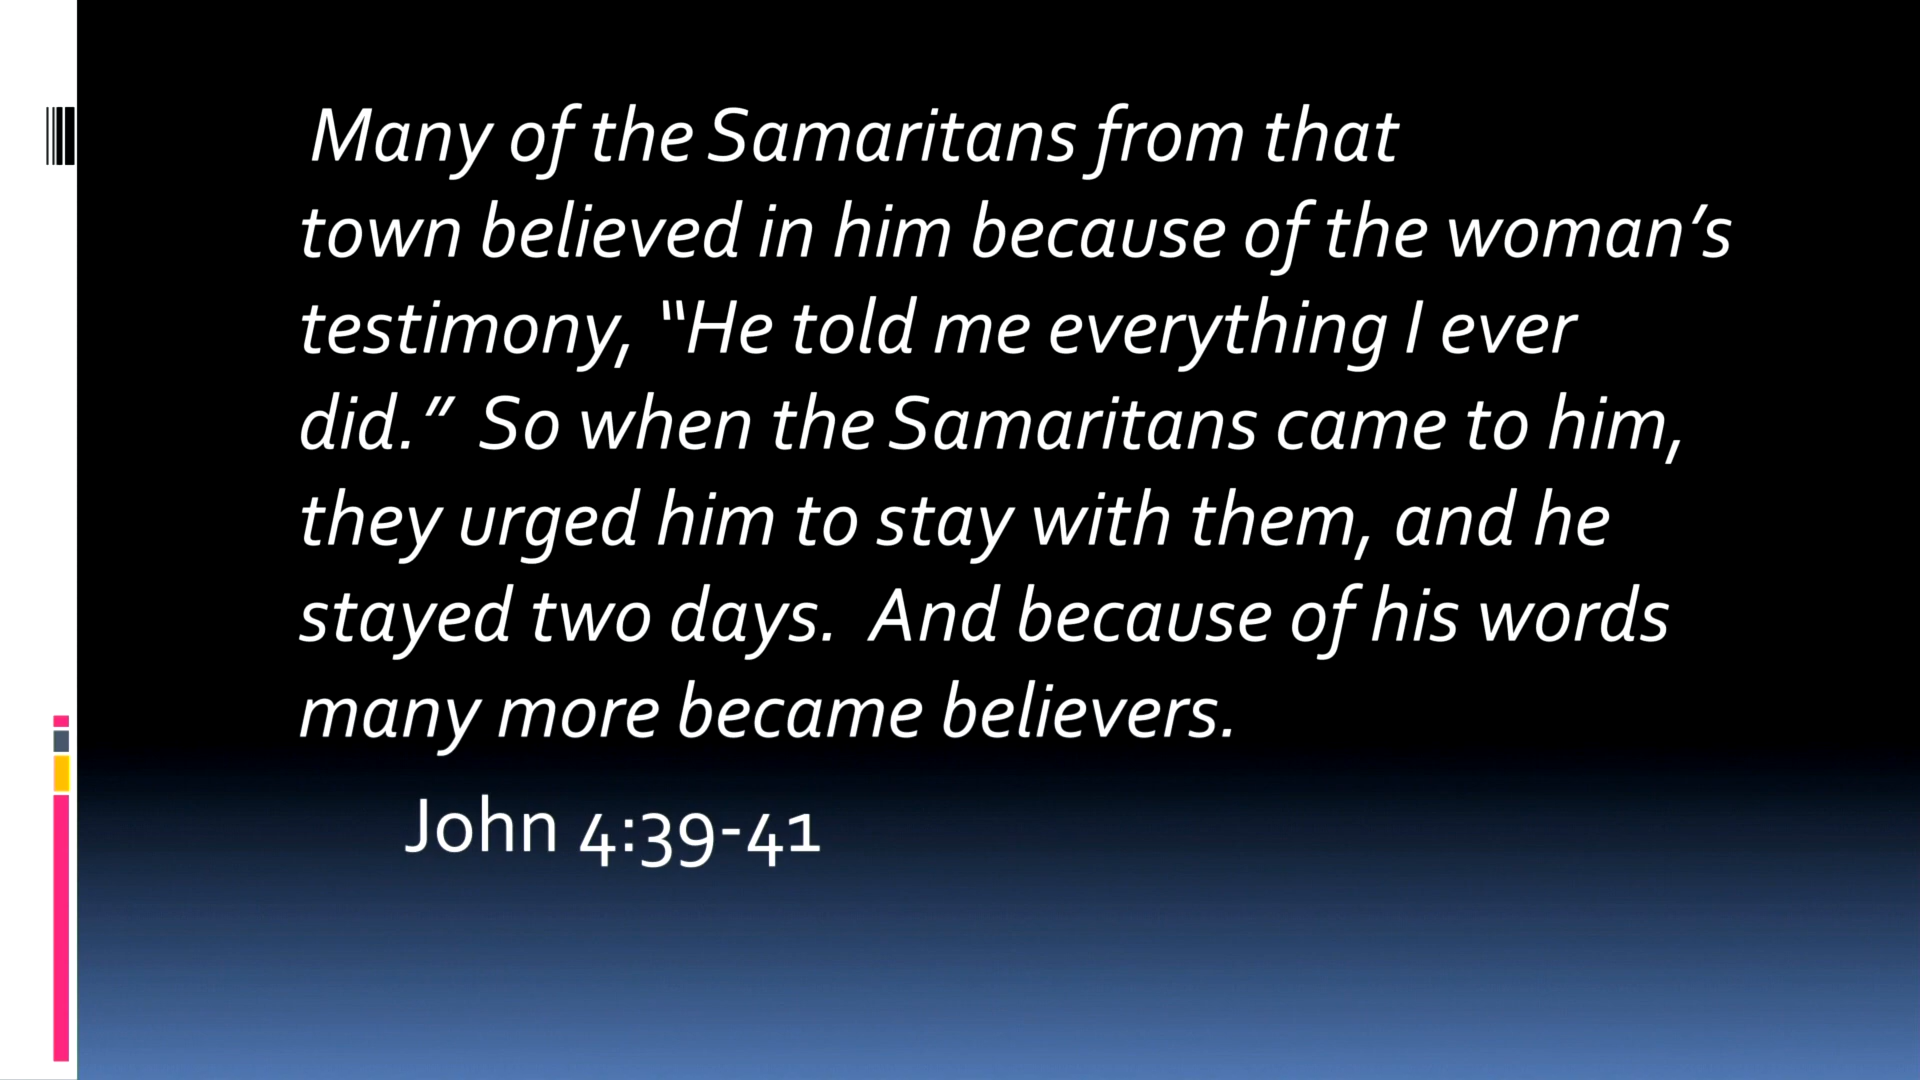 Many of the Samaritans from that
town believed in him because of the woman’s
testimony, “He told me everything I ever
did.”  So when the Samaritans came to him,
they urged him to stay with them, and he
stayed two days.  And because of his words
many more became believers.
John 4:39-41